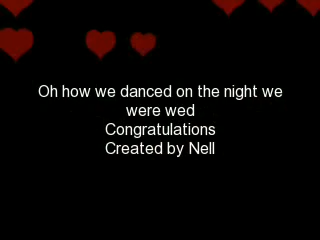 Oh how we danced on the night we
were wed
Congratulations
Created by Nell